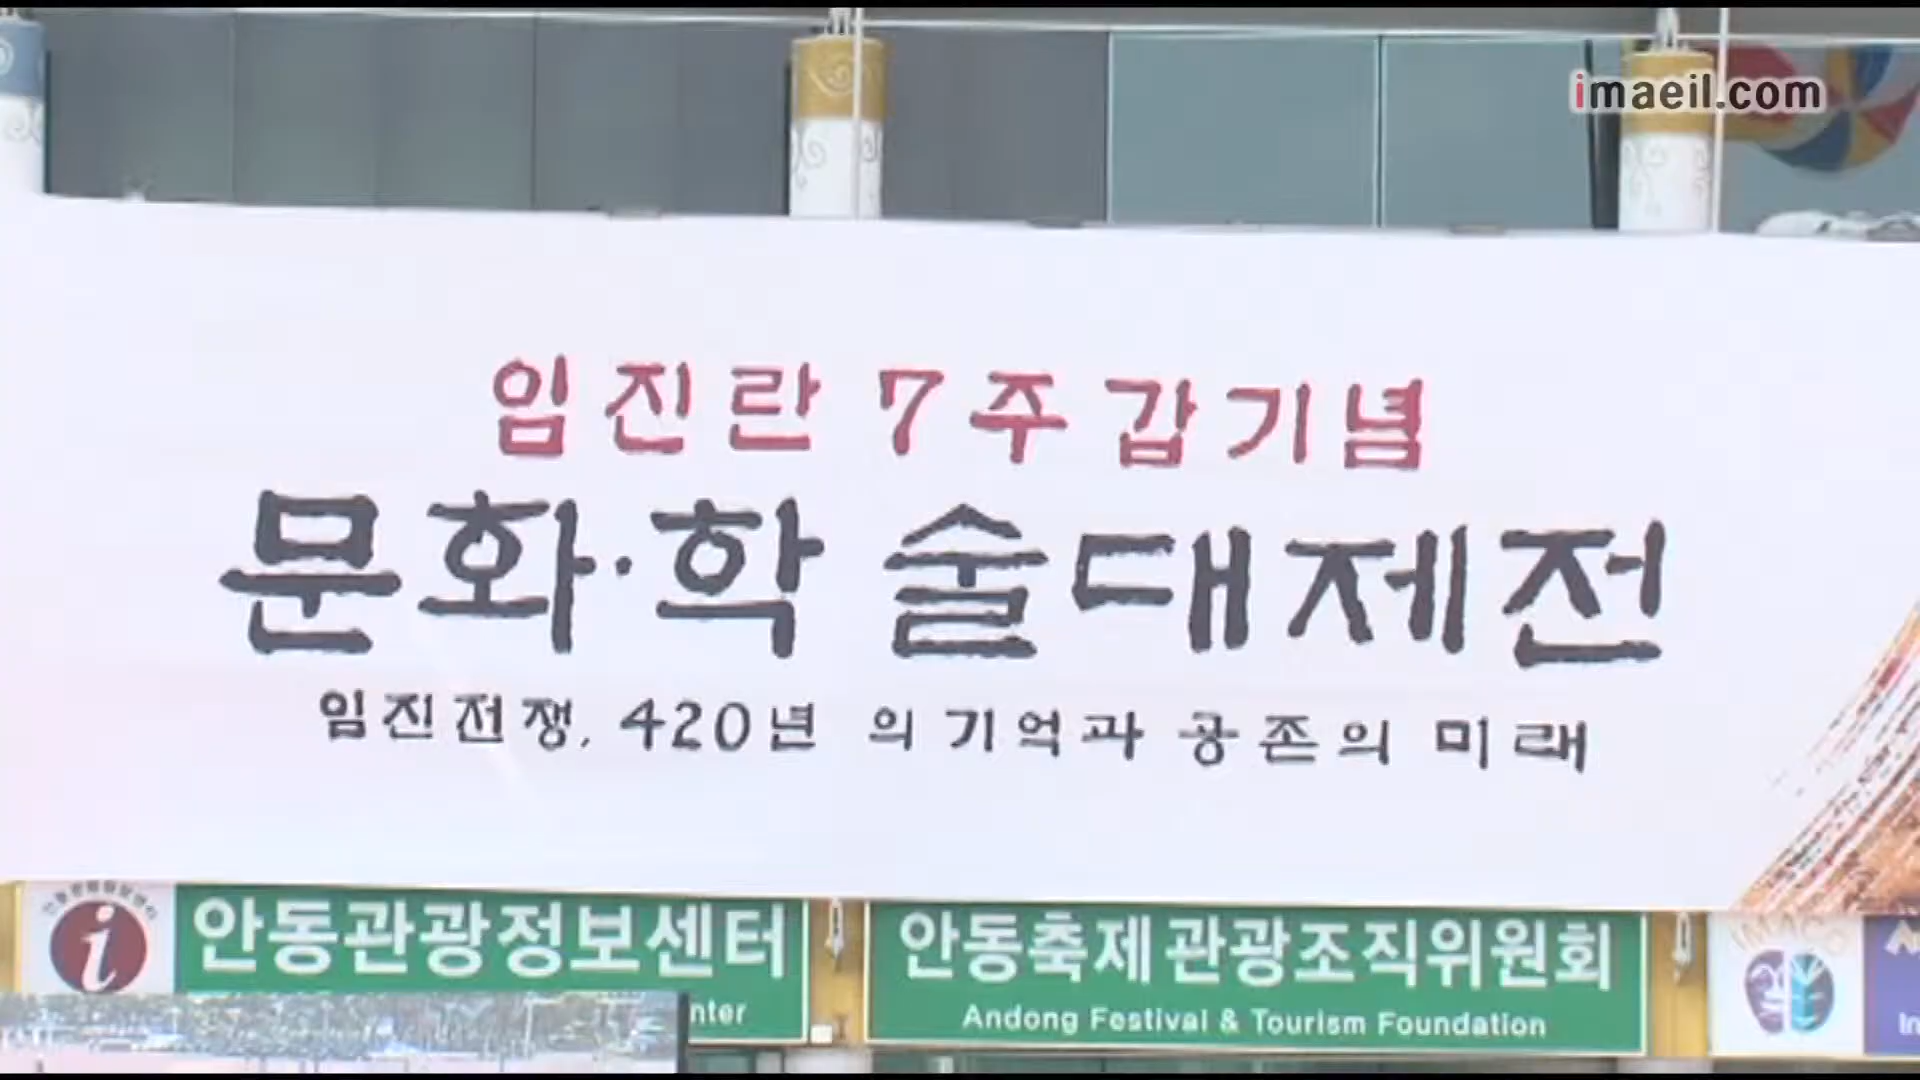 imaeil.com
임진란 7주갑기념
문화·학술대제전
임진전쟁, 420년의 기억과 공존의 미래
안동관광정보센터
안동축제관광조직위원회
Andong Festival & Tourism Foundation